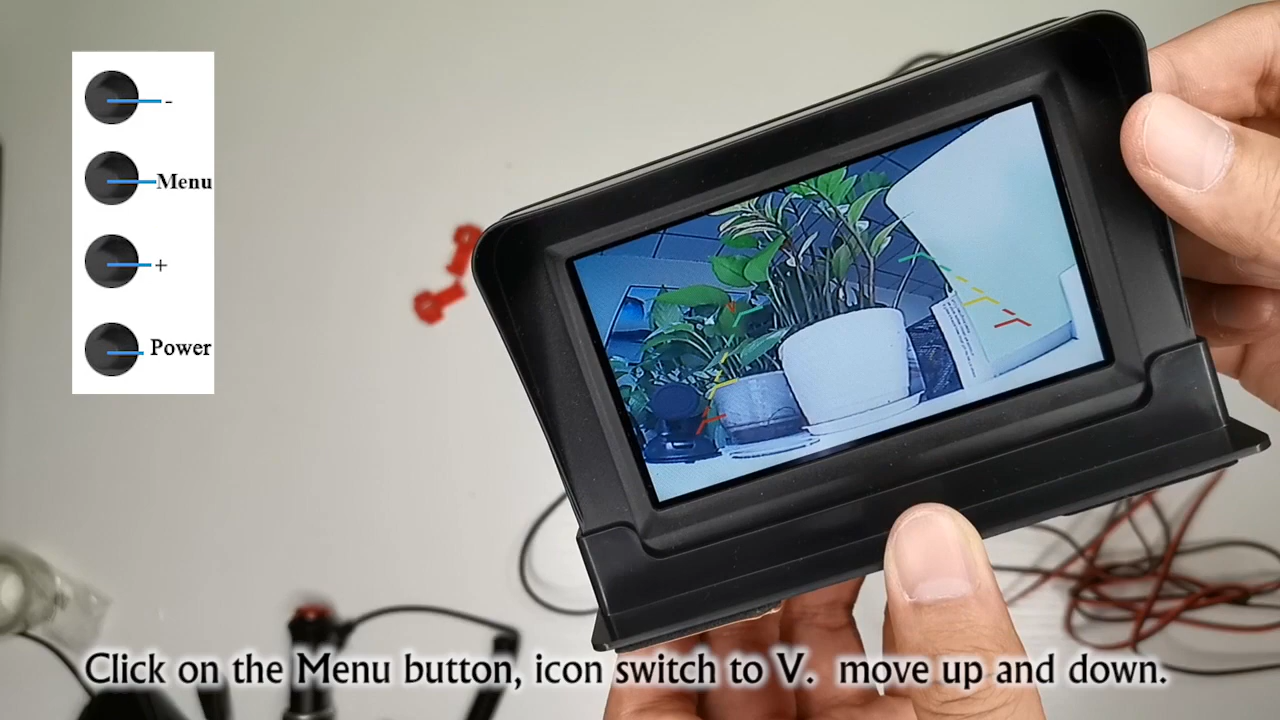 -
Menu
+
Power
Click on the Menu button, icon switch to V. move up and down.